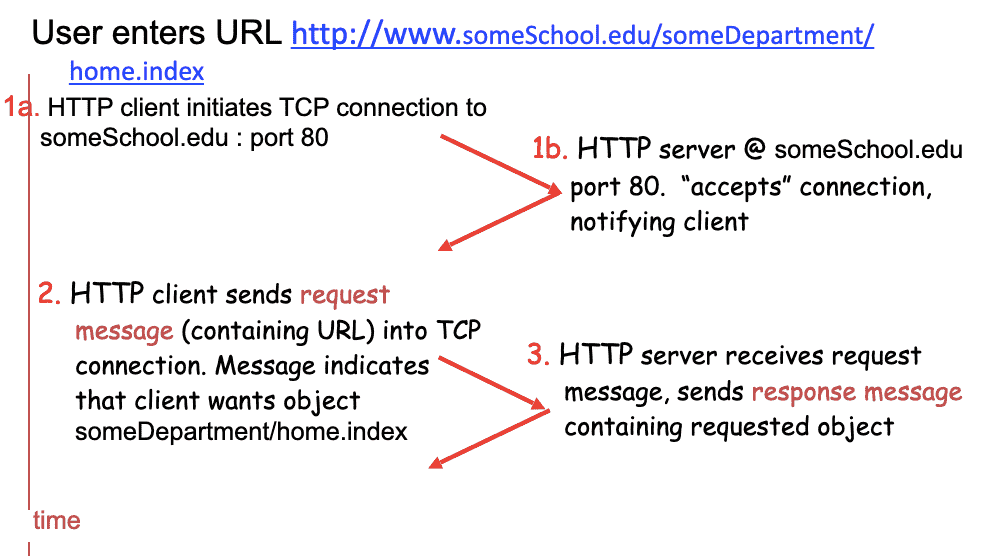 User enters URL http://www.someSchool.edu/someDepartment/
home.index
1a. HTTP client initiates TCP connection to
someSchool.edu : port 80
1b. HTTP server @ someSchool.edu
port 80. “accepts” connection,
notifying client
2. HTTP client sends request
message (containing URL) into TCP
connection. Message indicates
that client wants object
someDepartment/home.index
3. HTTP server receives request
message, sends response message
containing requested object
time